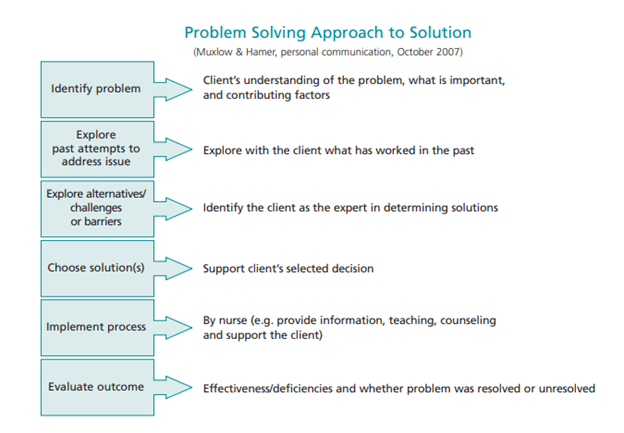 Problem Solving Approach to Solution
(Muxlow & Hamer, personal communication, October 2007)
Identify problem
Client's understanding of the problem, what is important,
and contributing factors
Explore
past attempts to
address issue
Explore with the client what has worked in the past
Explore alternatives/
challenges
or barriers
Identify the client as the expert in determining solutions
Choose solution(s)
Support client's selected decision
Implement process
By nurse (e.g. provide information, teaching, counseling
and support the client)
Evaluate outcome
Effectiveness/deficiencies and whether problem was resolved or unresolved